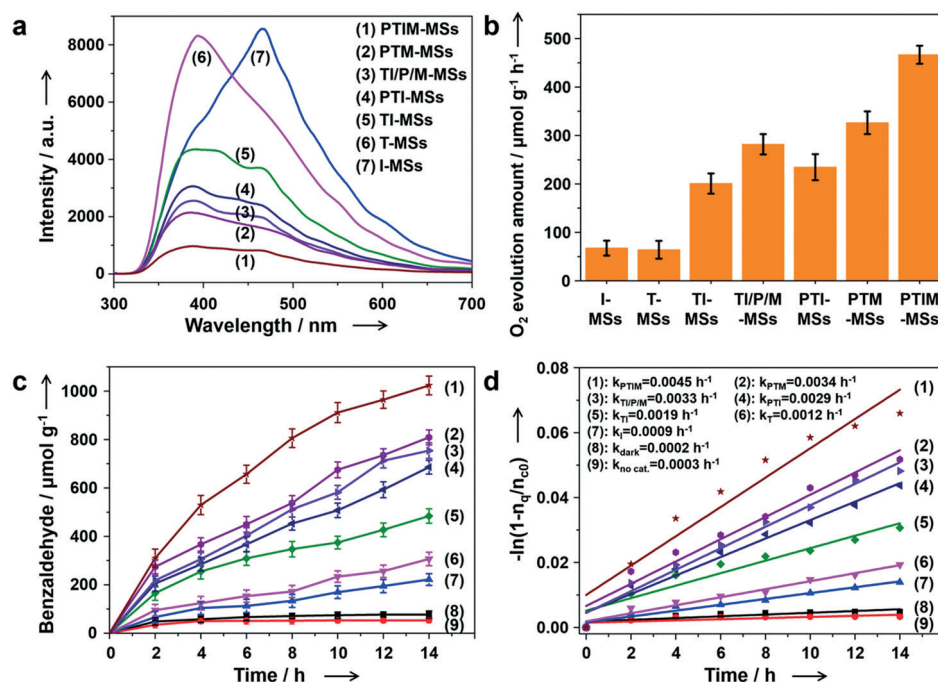 a
(1) PTIM-MSs
(2) PTM-MSs
(3) TI/P/M-MSs
(4) PTI-MSs
(5) TI-MSs
(6) T-MSs
(7) I-MSs
(6)
(7)
(5)
(4)
(3)
(2)
(1)
8000
6000
4000
2000
0
Intensity / a.u.
300 400 500 600 700
Wavelength / nm
b
500
400
300
200
100
0
O2 evolution amount / μmol g-1 h-1
I-MSs
T-MSs
TI-MSs
TI/P/M-MSs
PTI-MSs
PTM-MSs
PTIM-MSs
c
1000
800
600
400
200
0
Benzaldehyde / μmol g-1
(1)
(2)
(3)
(4)
(5)
(6)
(7)
(8)
(9)
0 2 4 6 8 10 12 14
Time / h
d
(1): kPTIM=0.0045 h-1 (2): kPTM=0.0034 h-1
(3): kTI/P/M=0.0033 h-1 (4): kPTI=0.0029 h-1
(5): kTI=0.0019 h-1 (6): kT=0.0012 h-1
(7): kI=0.0009 h-1
(8): kdark=0.0002 h-1
(9): kno cat.=0.0003 h-1
0.08
0.06
0.04
0.02
0.00
-ln(1-nq/nc0)
(1)
(2)
(3)
(4)
(5)
(6)
(7)
(8)
(9)
0 2 4 6 8 10 12 14
Time / h